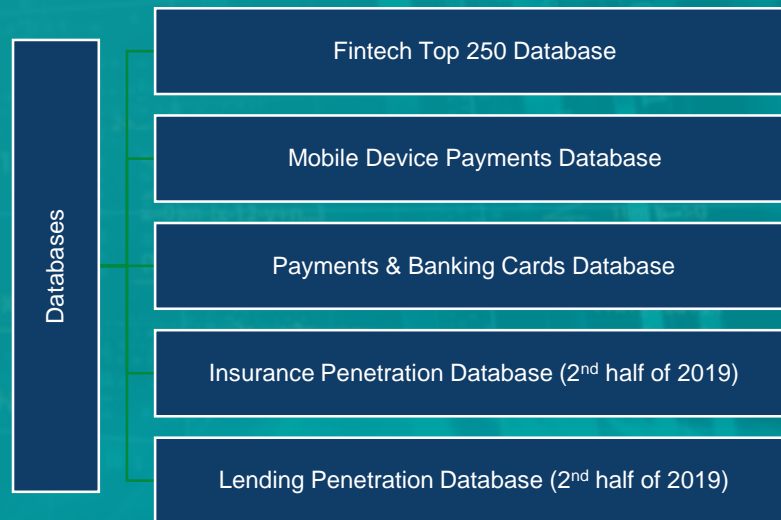 Databases
Fintech Top 250 Database
Mobile Device Payments Database
Payments & Banking Cards Database
Insurance Penetration Database (2nd half of 2019)
Lending Penetration Database (2nd half of 2019)